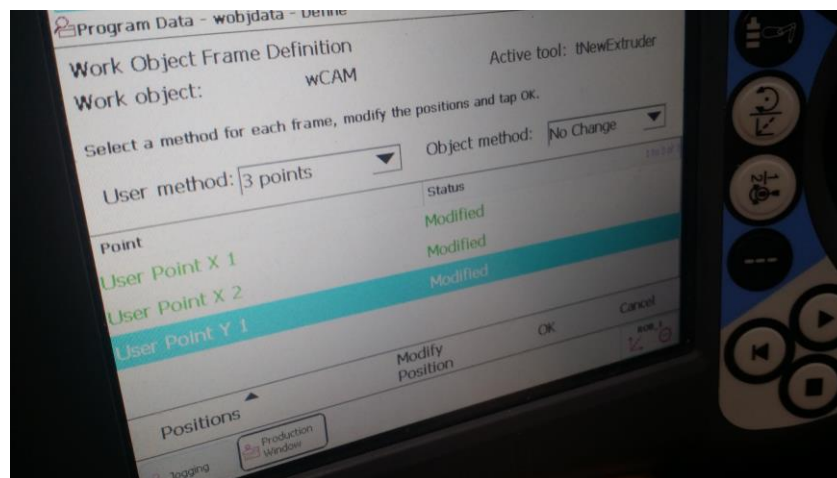 Program Data - wobjdata - Define
Work Object Frame Definition
Work object: wCAM Active tool: tNewExtruder
Select a method for each frame, modify the positions and tap OK.
User method: 3 points Object method: No Change
Point Status
User Point X 1 Modified
User Point X 2 Modified
User Point Y 1 Modified
Positions Modify Position OK Cancel
ROB_1
Jogging Production Window